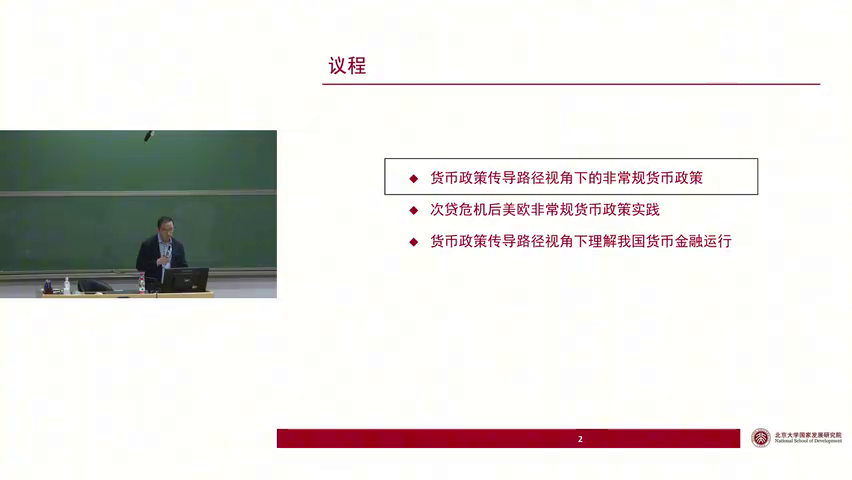 议程
◆ 货币政策传导路径视角下的非常规货币政策
◆ 次贷危机后美欧非常规货币政策实践
◆ 货币政策传导路径视角下理解我国货币金融运行
2
北京大学国家发展研究院
National School of Development